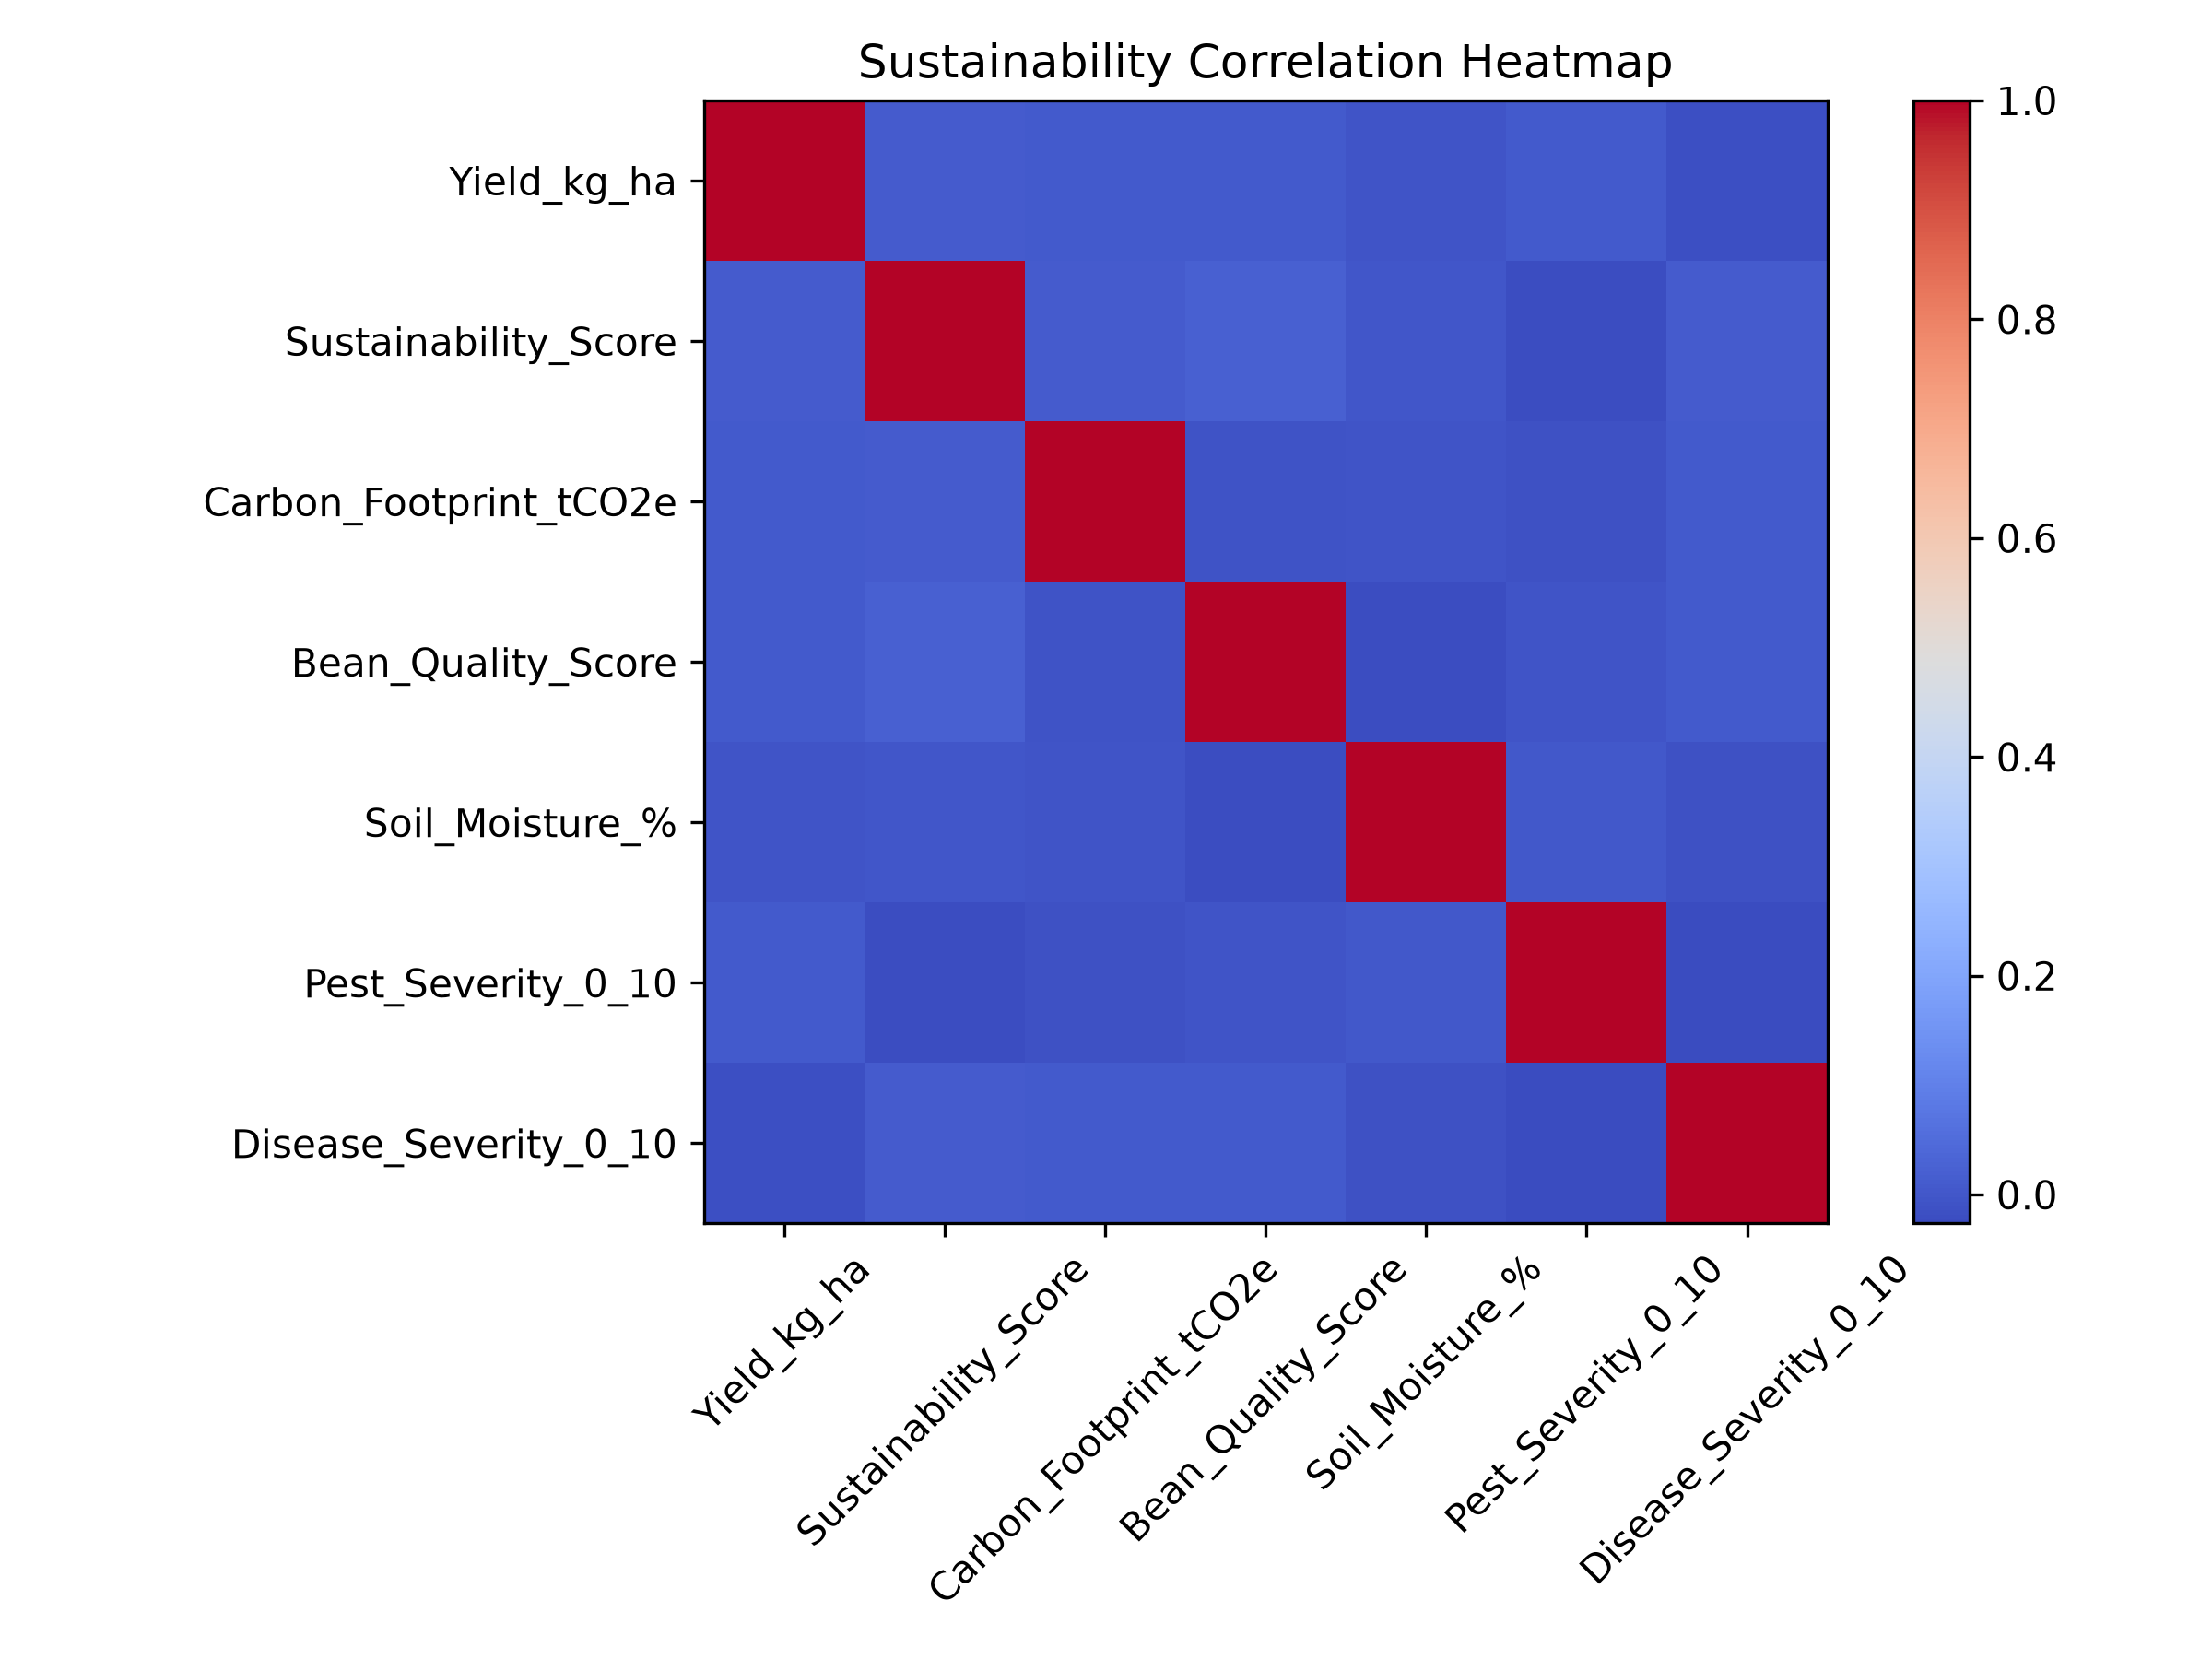 Sustainability Correlation Heatmap
Yield_kg_ha
Sustainability_Score
Carbon_Footprint_tCO2e
Bean_Quality_Score
Soil_Moisture_%
Pest_Severity_0_10
Disease_Severity_0_10
Yield_kg_ha
Sustainability_Score
Carbon_Footprint_tCO2e
Bean_Quality_Score
Soil_Moisture_%
Pest_Severity_0_10
Disease_Severity_0_10
1.0
0.8
0.6
0.4
0.2
0.0